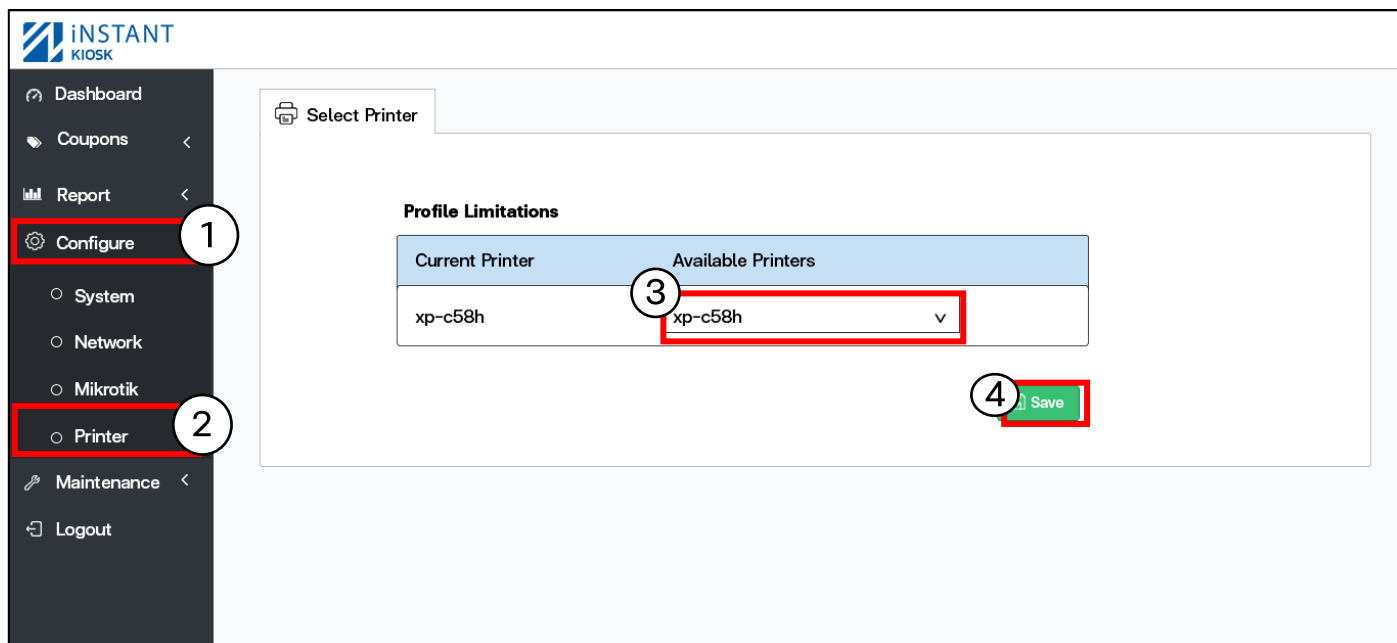 iNSTANT
KIOSK
Dashboard
Coupons
Report
Configure
1
System
Network
Mikrotik
Printer
2
Maintenance
Logout
Select Printer
Profile Limitations
Current Printer Available Printers
3
xp-c58h xp-c58h
4
Save